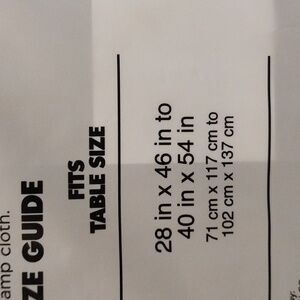 amp cloth.
ZE GUIDE
FITS
TABLE SIZE
28 in x 46 in to
40 in x 54 in
71 cm x 117 cm to
102 cm x 137 cm